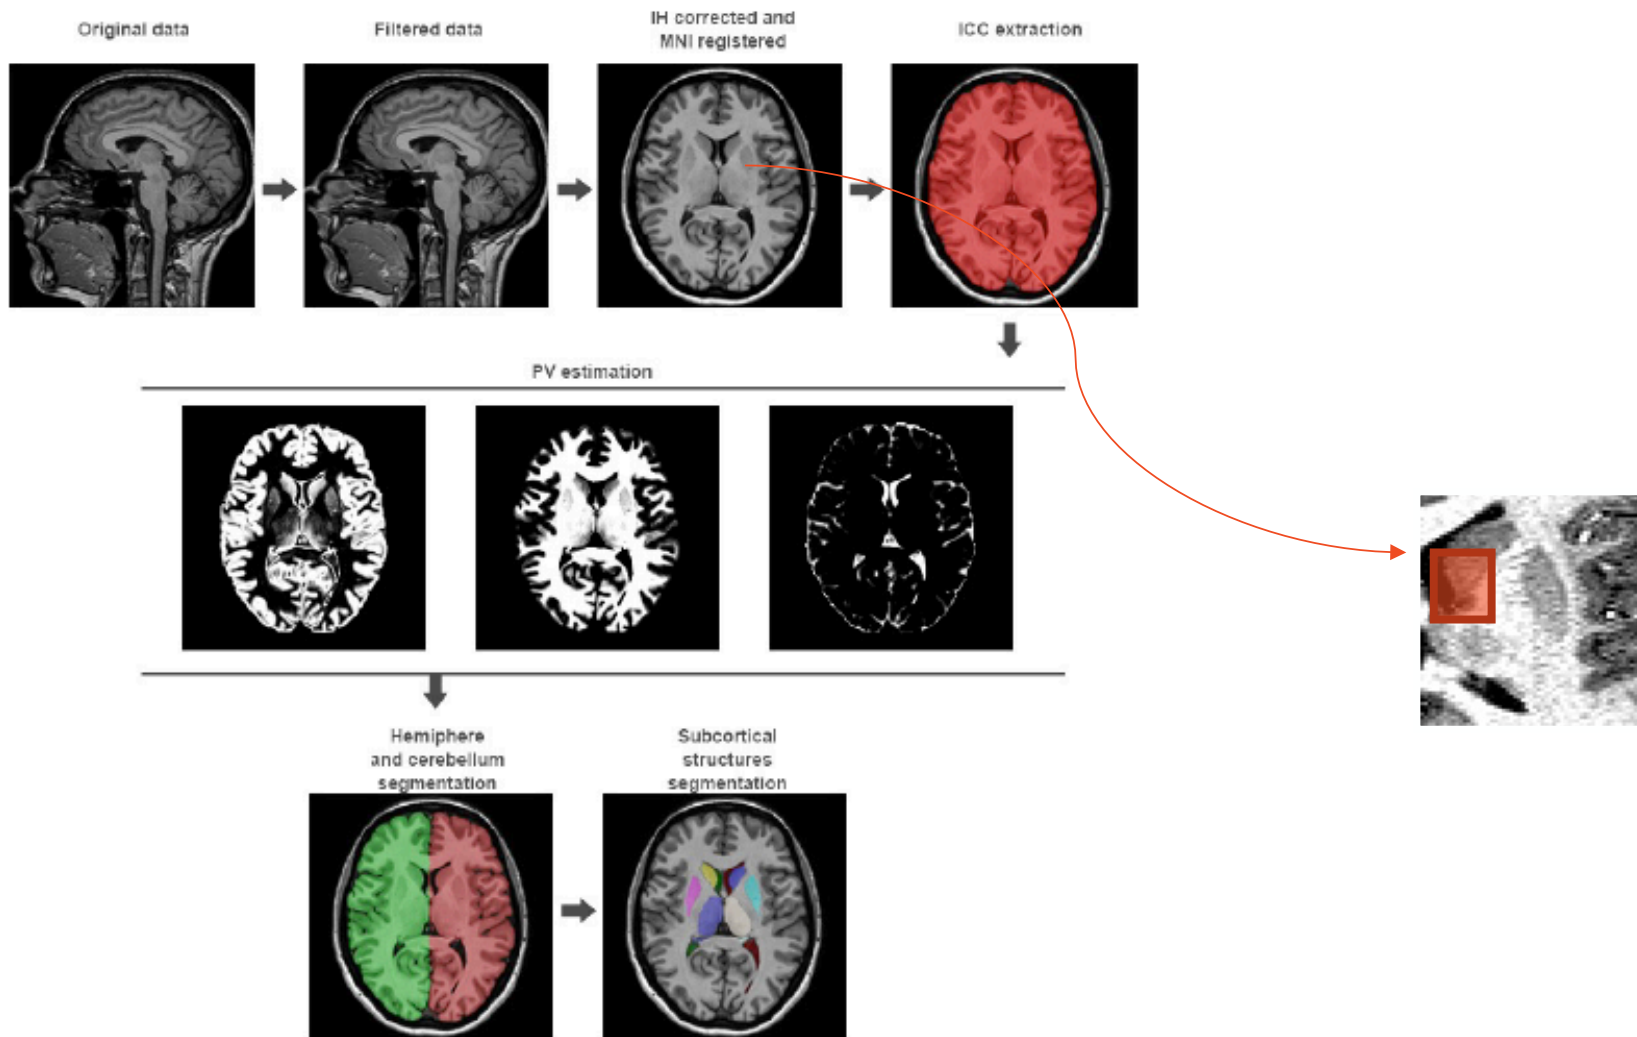 Original data
Filtered data
IH corrected and
MNI registered
ICC extraction
PV estimation
Hemiphere
and cerebellum
segmentation
Subcortical
structures
segmentation